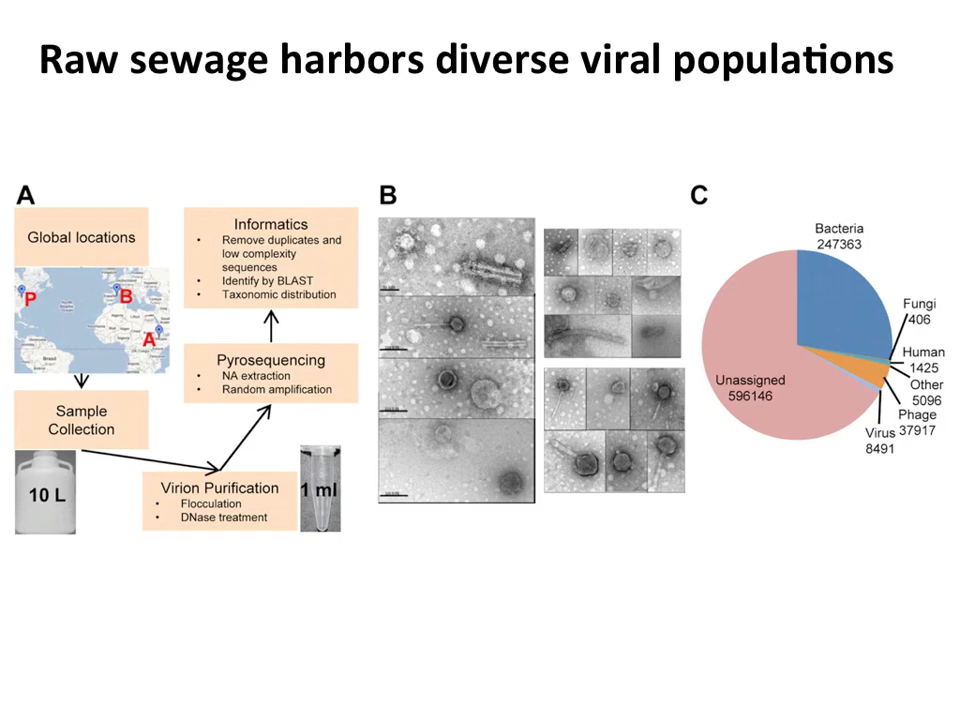 Raw sewage harbors diverse viral populations
A
Global locations
P
B
A
Brazil
Sample
Collection
10 L
Virion Purification
• Flocculation
• DNase treatment
1 ml
Pyrosequencing
• NA extraction
• Random amplification
Informatics
• Remove duplicates and
low complexity
sequences
• Identify by BLAST
• Taxonomic distribution
B
C
Bacteria
247363
Fungi
406
Human
1425
Other
5096
Phage
37917
Virus
8491
Unassigned
596146